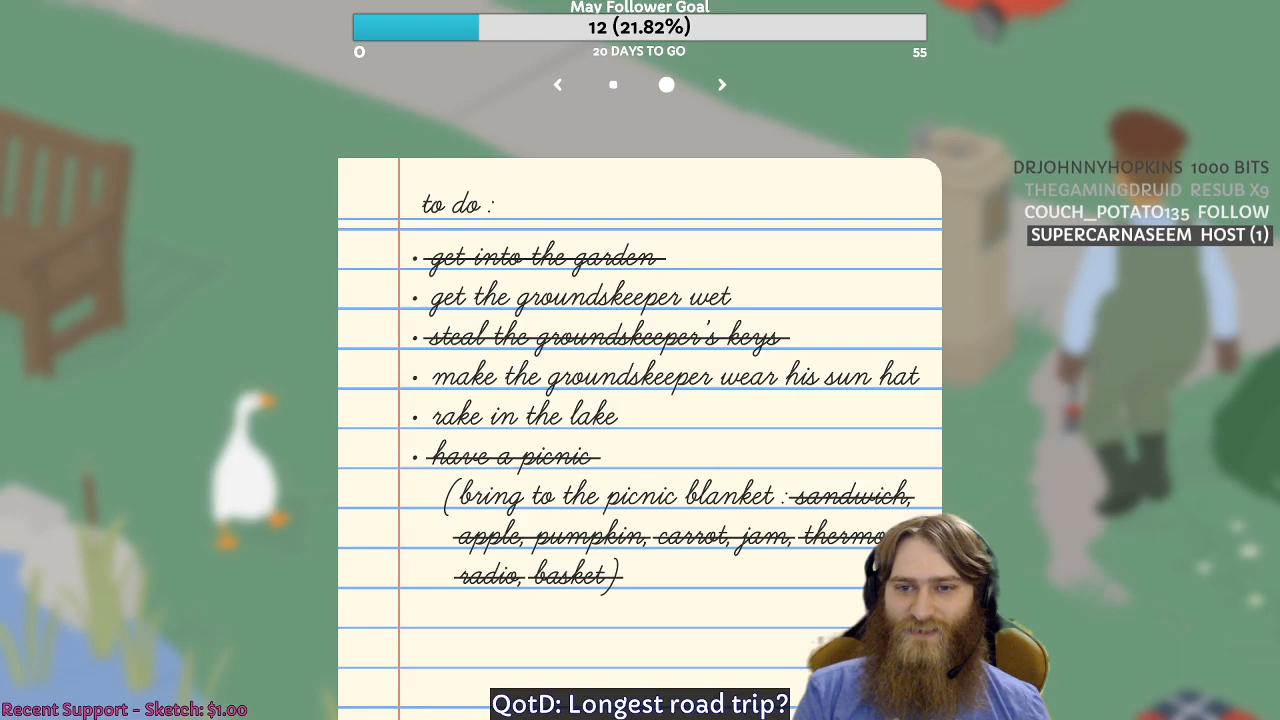 May Follower Goal
12 (21.82%)
0
20 DAYS TO GO
55
DRJOHNNYHOPKINS 1000 BITS
THEGAMINGDRUID RESUB X9
COUCH_POTATO135 FOLLOW
SUPERCARNASEEM HOST (1)
to do :
• get into the garden
• get the groundskeeper wet
• steal the groundskeeper's keys
• make the groundskeeper wear his sun hat
• rake in the lake
• have a picnic
(bring to the picnic blanket : sandwich,
apple, pumpkin, carrot, jam, thermo
radio, basket)
QotD: Longest road trip?
Recent Support - Sketch: $1.00